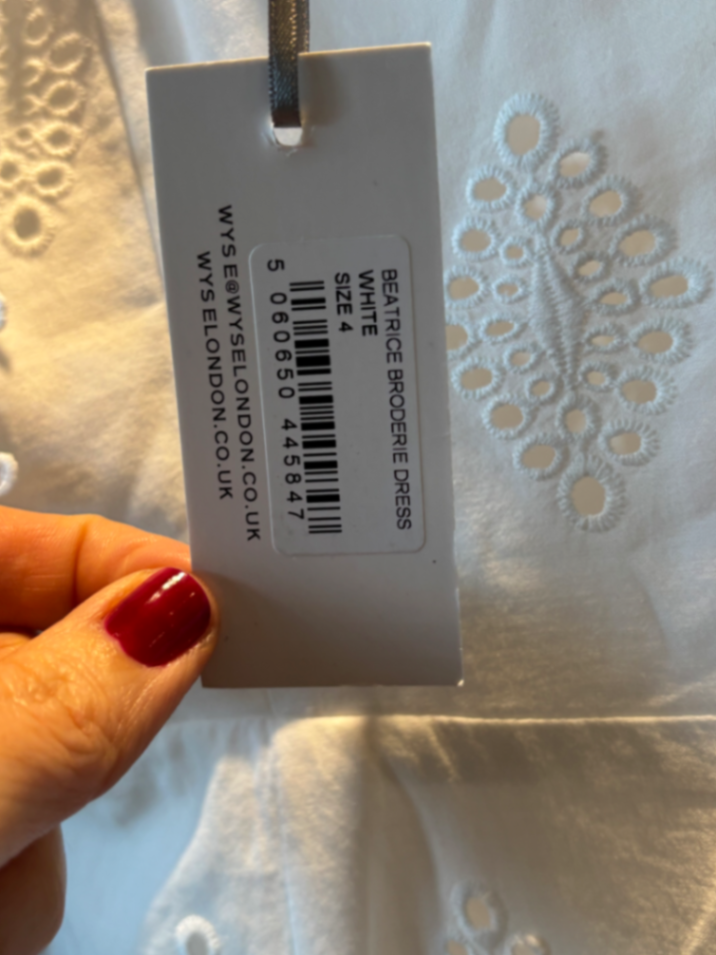 BEATRICE BRODERIE DRESS
WHITE
SIZE 4
5 060650 445847
WYSE@WYSELONDON.CO.UK
WYSELONDON.CO.UK